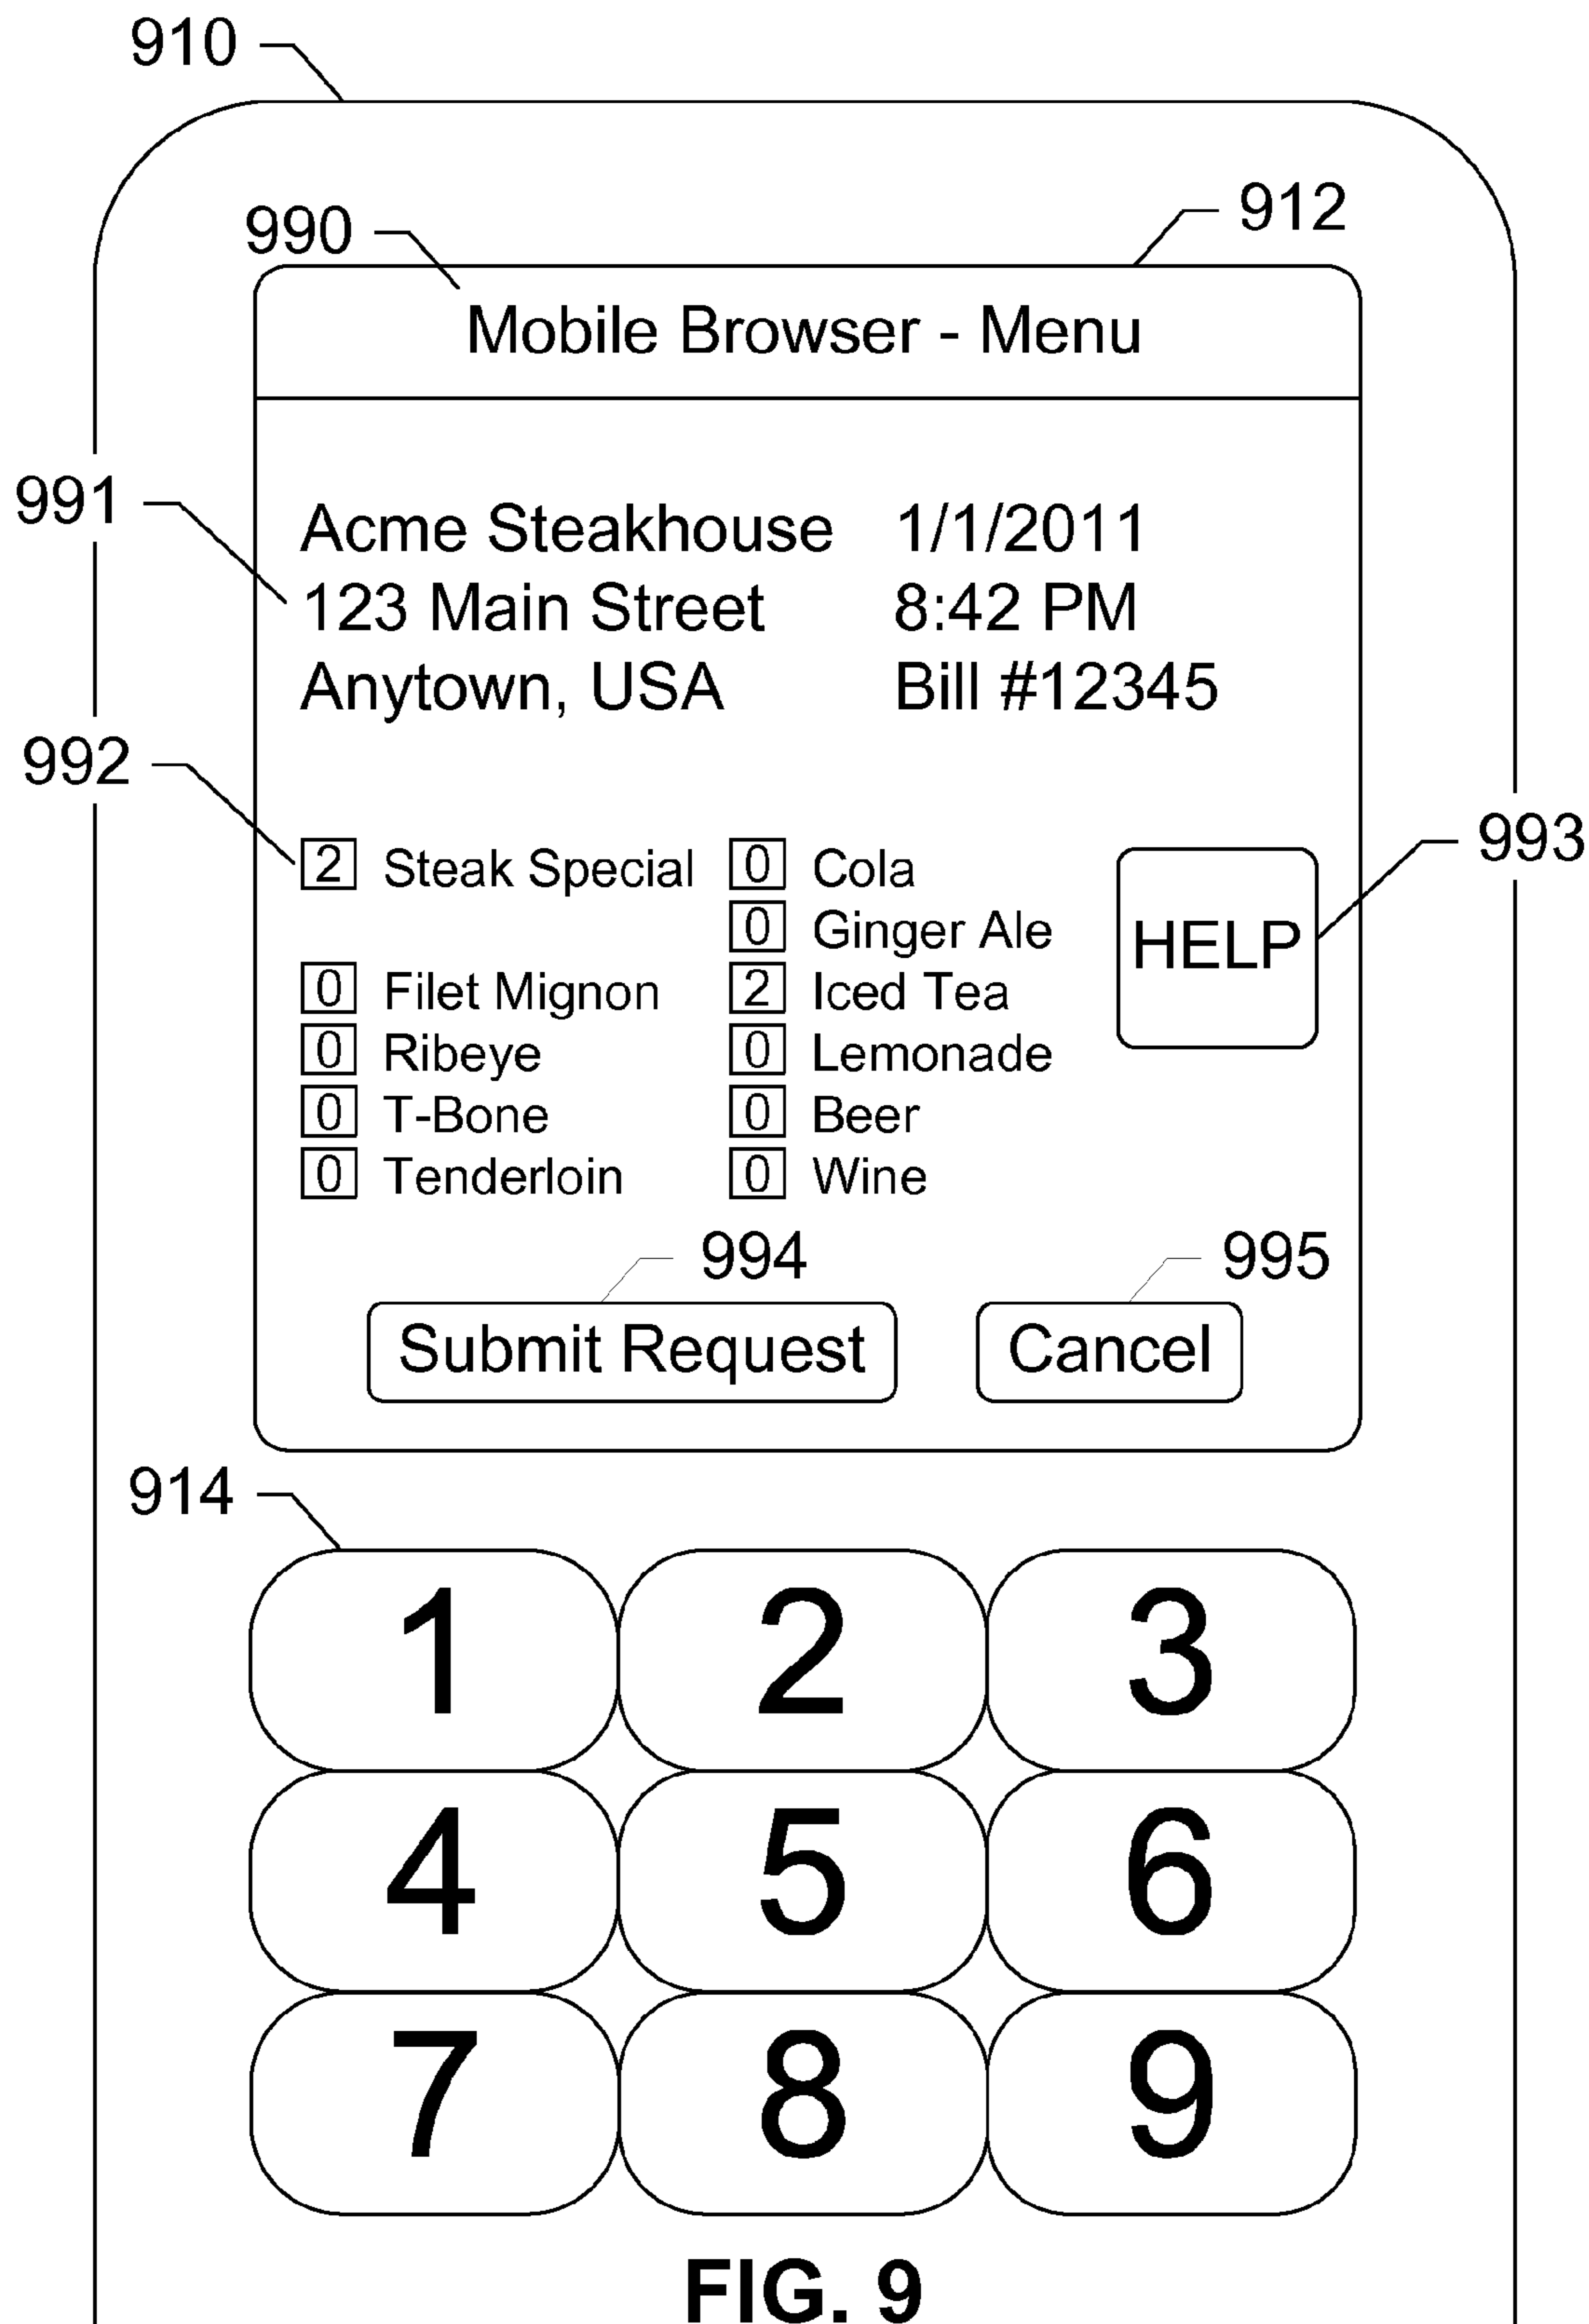 910
990
912
Mobile Browser - Menu
991
Acme Steakhouse 1/1/2011
123 Main Street 8:42 PM
Anytown, USA Bill #12345
992
993
2 Steak Special 0 Cola
0 Ginger Ale
HELP
0 Filet Mignon 2 Iced Tea
0 Ribeye 0 Lemonade
0 T-Bone 0 Beer
0 Tenderloin 0 Wine
994 995
Submit Request Cancel
914
1 2 3
4 5 6
7 8 9
FIG. 9